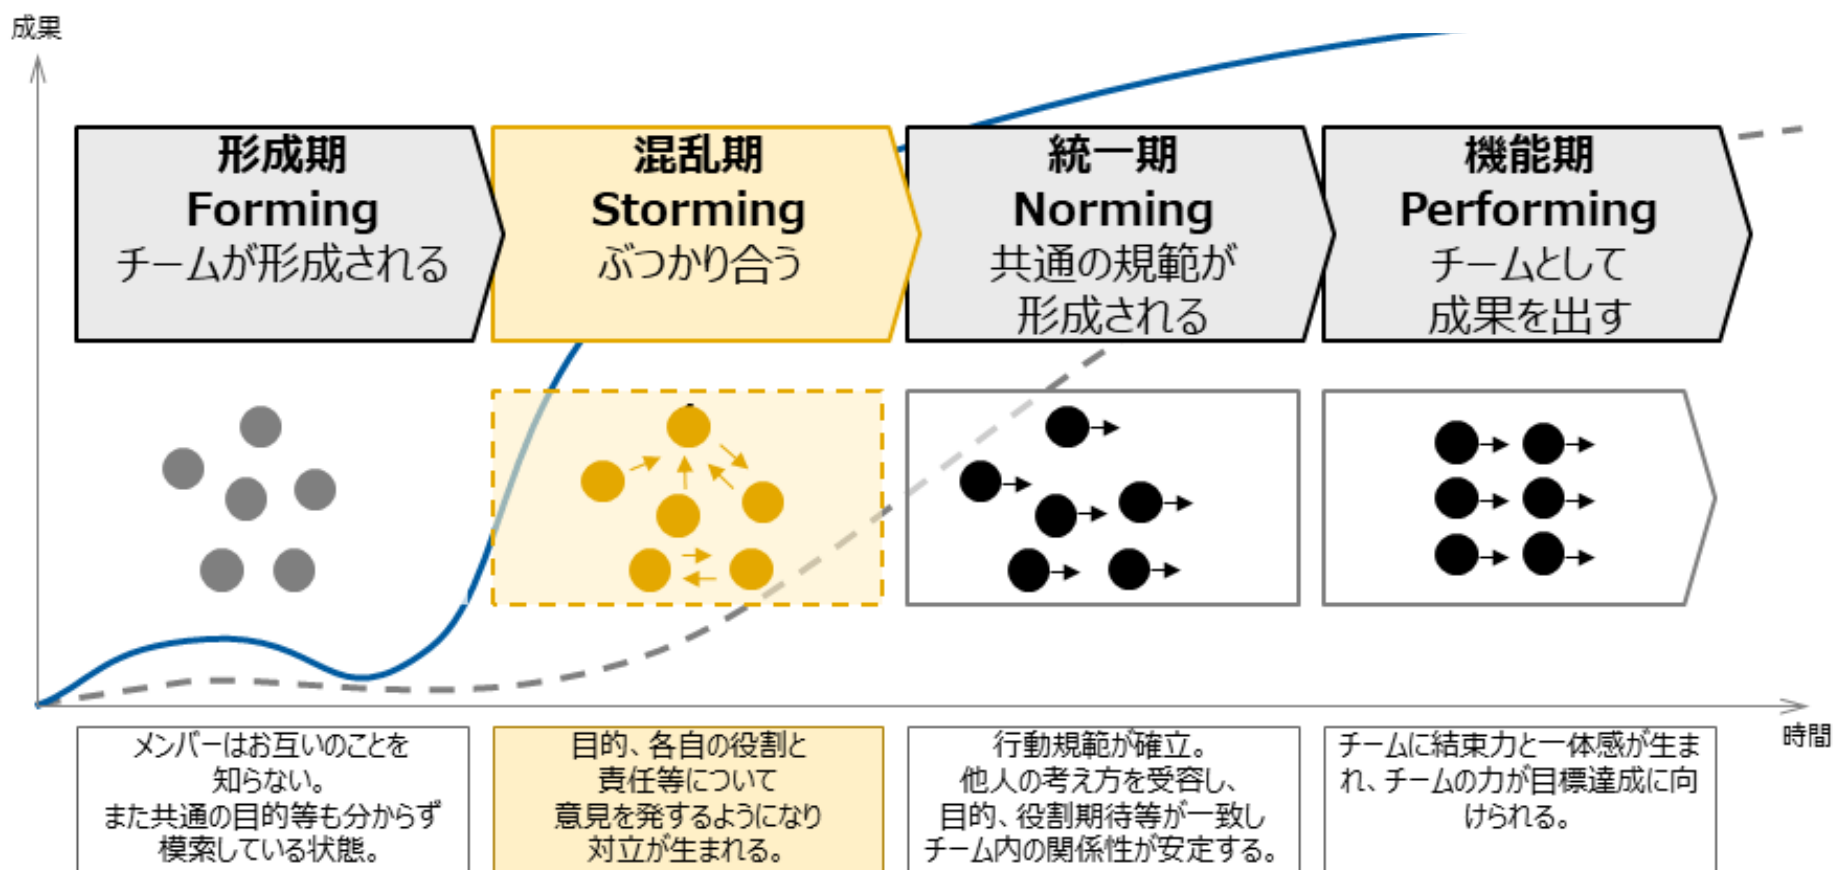 成果
形成期
Forming
チームが形成される
混乱期
Storming
ぶつかり合う
統一期
Norming
共通の規範が
形成される
機能期
Performing
チームとして
成果を出す
時間
メンバーはお互いのことを
知らない。
また共通の目的等も分からず
模索している状態。
目的、各自の役割と
責任等について
意見を発するようになり
対立が生まれる。
行動規範が確立。
他人の考え方を受容し、
目的、役割期待等が一致し
チーム内の関係性が安定する。
チームに結束力と一体感が生ま
れ、チームの力が目標達成に向
けられる。